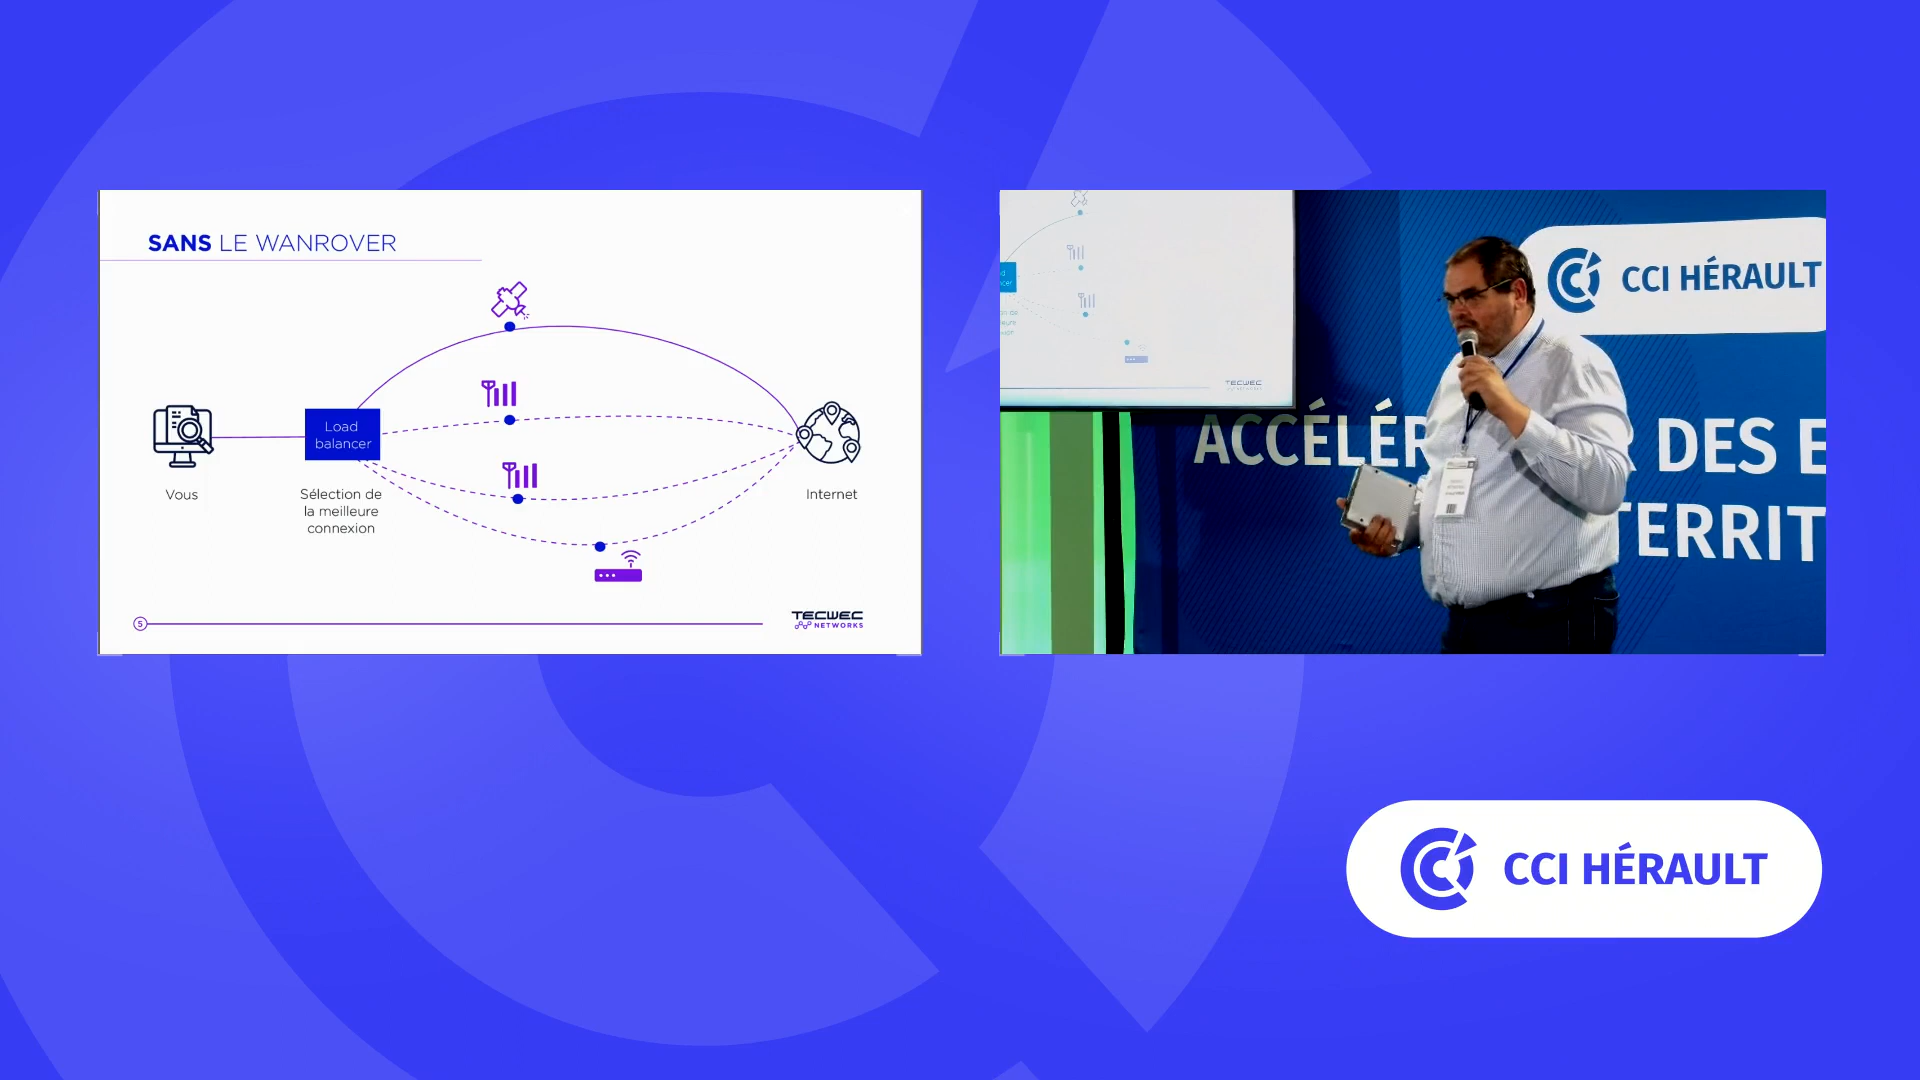 SANS LE WANROVER
Load
balancer
Vous
Sélection de
la meilleure
connexion
Internet
5
TECWEC
NETWORKS
CCI HÉRAULT
ACCÉLÉR
R DES E
TERRIT
TECWEC
CCI HÉRAULT